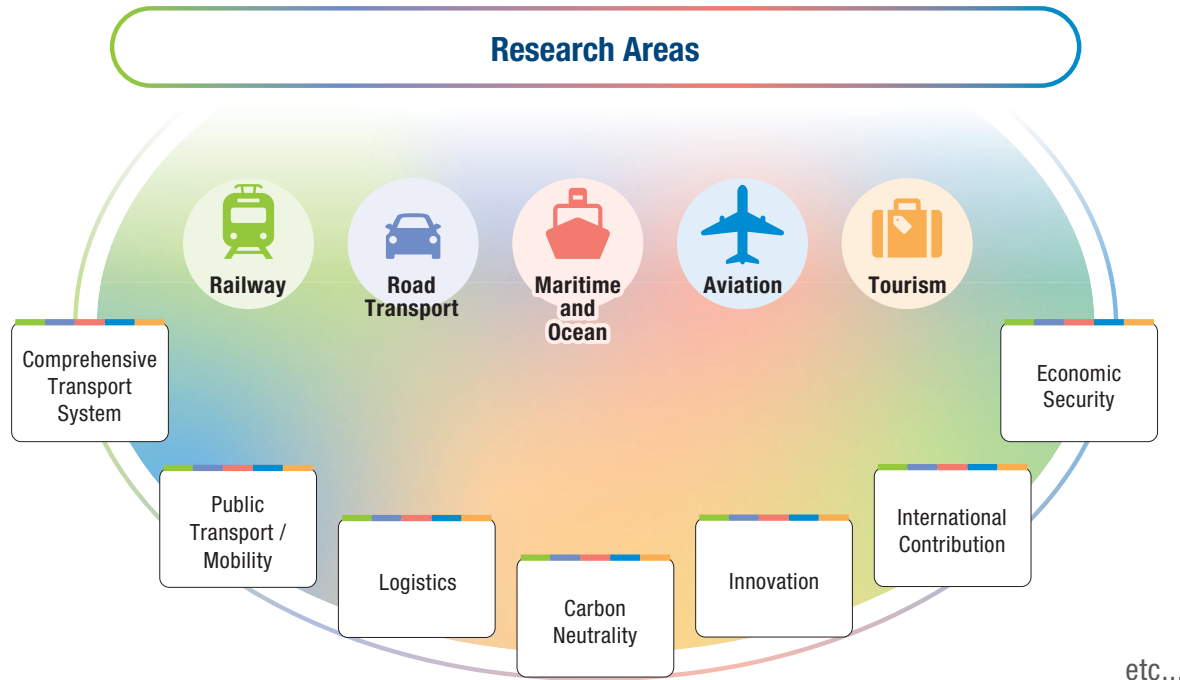 Research Areas
Railway
Road
Transport
Maritime
and
Ocean
Aviation
Tourism
Comprehensive
Transport
System
Public
Transport /
Mobility
Logistics
Carbon
Neutrality
Innovation
International
Contribution
Economic
Security
etc...